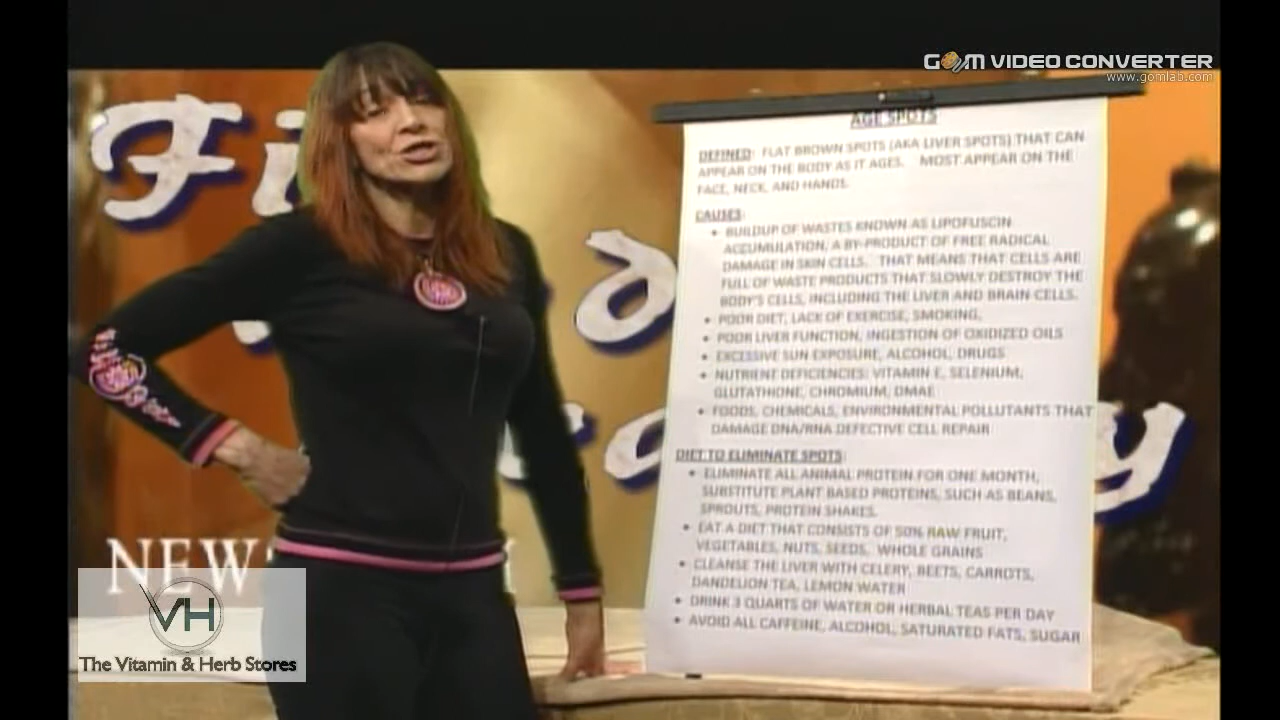 GOM VIDEO CONVERTER
www.gomlab.com
AGE SPOTS
DEFINED: FLAT BROWN SPOTS (AKA LIVER SPOTS) THAT CAN
APPEAR ON THE BODY AS IT AGES. MOST APPEAR ON THE
FACE, NECK, AND HANDS.
CAUSES:
• BUILDUP OF WASTES KNOWN AS LIPOFUSCIN
ACCUMULATION, A BY-PRODUCT OF FREE RADICAL
DAMAGE IN SKIN CELLS. THAT MEANS THAT CELLS ARE
FULL OF WASTE PRODUCTS THAT SLOWLY DESTROY THE
BODY'S CELLS, INCLUDING THE LIVER AND BRAIN CELLS.
• POOR DIET, LACK OF EXERCISE, SMOKING,
• POOR LIVER FUNCTION, INGESTION OF OXIDIZED OILS
• EXCESSIVE SUN EXPOSURE, ALCOHOL, DRUGS
• NUTRIENT DEFICIENCIES: VITAMIN E, SELENIUM,
GLUTATHIONE, CHROMIUM, DMAE
• FOODS, CHEMICALS, ENVIRONMENTAL POLLUTANTS THAT
DAMAGE DNA/RNA DEFECTIVE CELL REPAIR
DIET TO ELIMINATE SPOTS:
• ELIMINATE ALL ANIMAL PROTEIN FOR ONE MONTH,
SUBSTITUTE PLANT BASED PROTEINS, SUCH AS BEANS,
SPROUTS, PROTEIN SHAKES.
• EAT A DIET THAT CONSISTS OF 50% RAW FRUIT,
VEGETABLES, NUTS, SEEDS, WHOLE GRAINS
• CLEANSE THE LIVER WITH CELERY, BEETS, CARROTS,
DANDELION TEA, LEMON WATER
• DRINK 3 QUARTS OF WATER OR HERBAL TEAS PER DAY
• AVOID ALL CAFFEINE, ALCOHOL, SATURATED FATS, SUGAR
NEW
VH
The Vitamin & Herb Stores